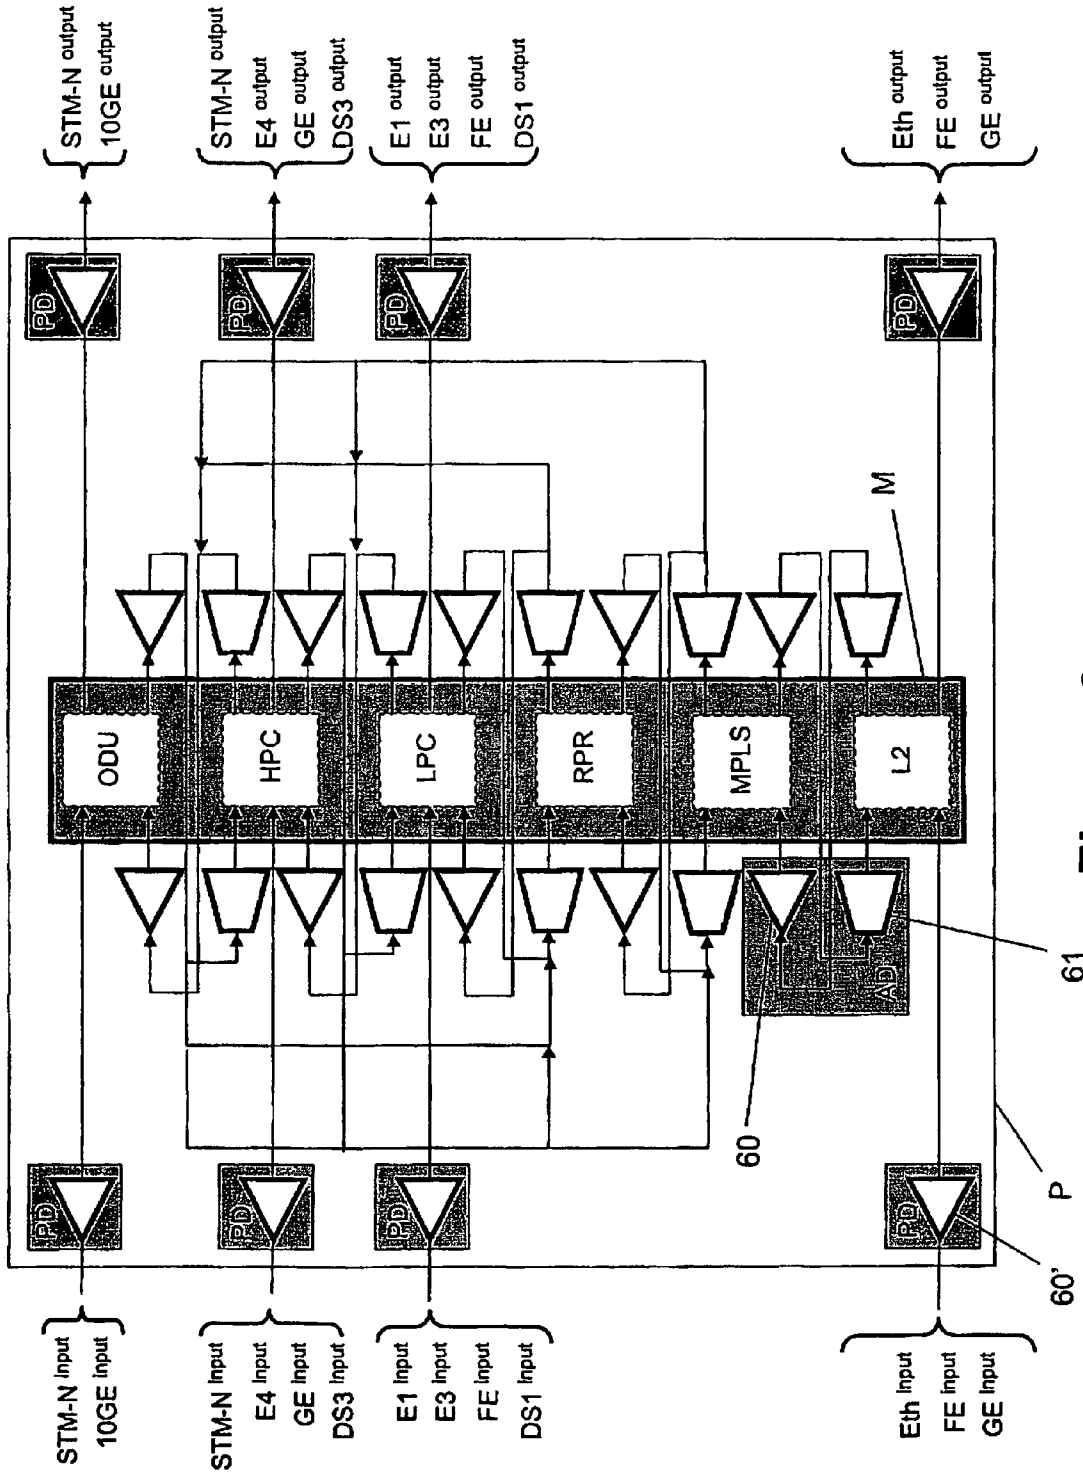 STM-N input
10GE input
STM-N input
E4 input
GE input
DS3 input
E1 input
E3 input
FE input
DS1 input
Eth input
FE input
GE input
PD
PD
PD
PD
60
60'
AD
61
P
ODU
HPC
LPC
RPR
MPLS
L2
M
PD
PD
PD
PD
STM-N output
10GE output
STM-N output
E4 output
GE output
DS3 output
E1 output
E3 output
FE output
DS1 output
Eth output
FE output
GE output